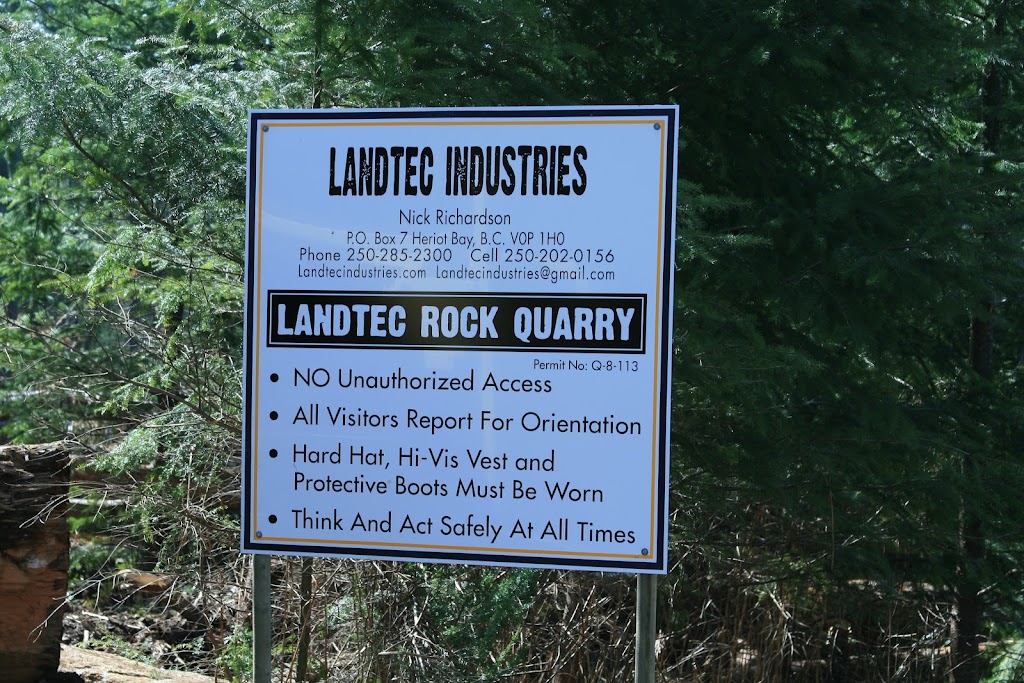 LANDTEC INDUSTRIES
Nick Richardson
P.O. Box 7 Heriot Bay, B.C. V0P 1H0
Phone 250-285-2300 Cell 250-202-0156
Landtecindustries.com Landtecindustries@gmail.com
LANDTEC ROCK QUARRY
Permit No: Q-8-113
• NO Unauthorized Access
• All Visitors Report For Orientation
• Hard Hat, Hi-Vis Vest and
Protective Boots Must Be Worn
• Think And Act Safely At All Times